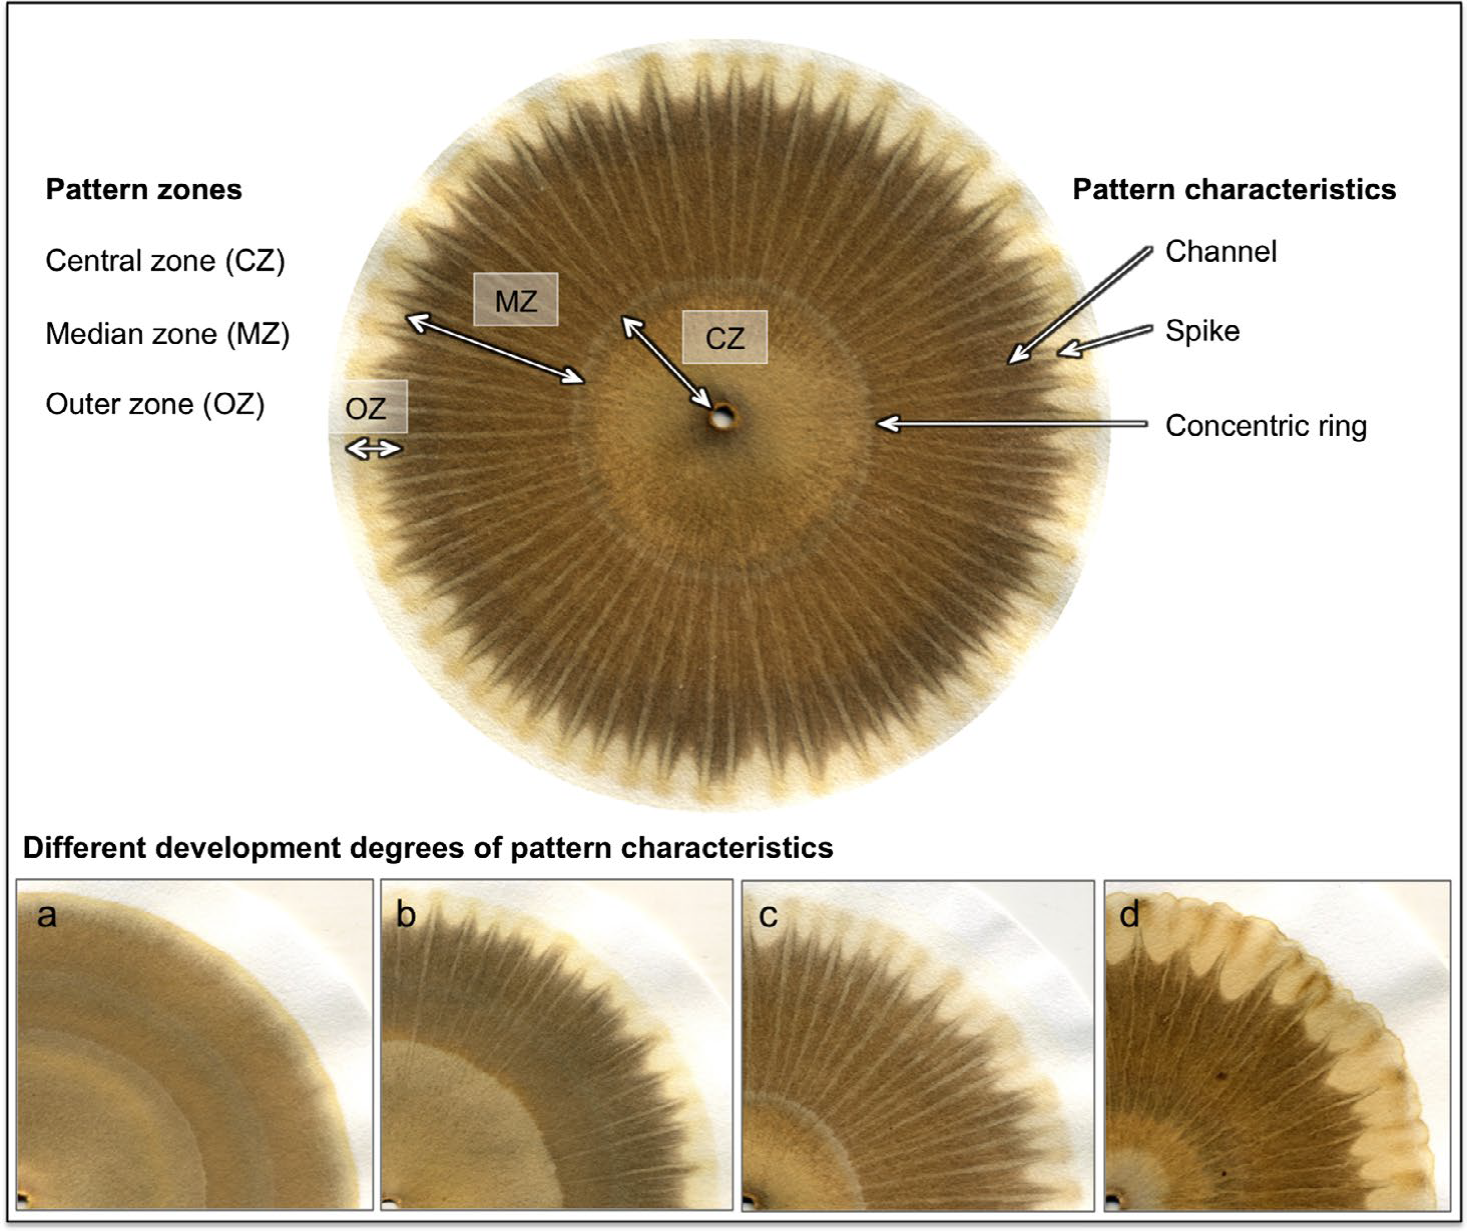 Pattern zones
Central zone (CZ)
Median zone (MZ)
Outer zone (OZ)
MZ
CZ
OZ
Pattern characteristics
Channel
Spike
Concentric ring
Different development degrees of pattern characteristics
a
b
c
d